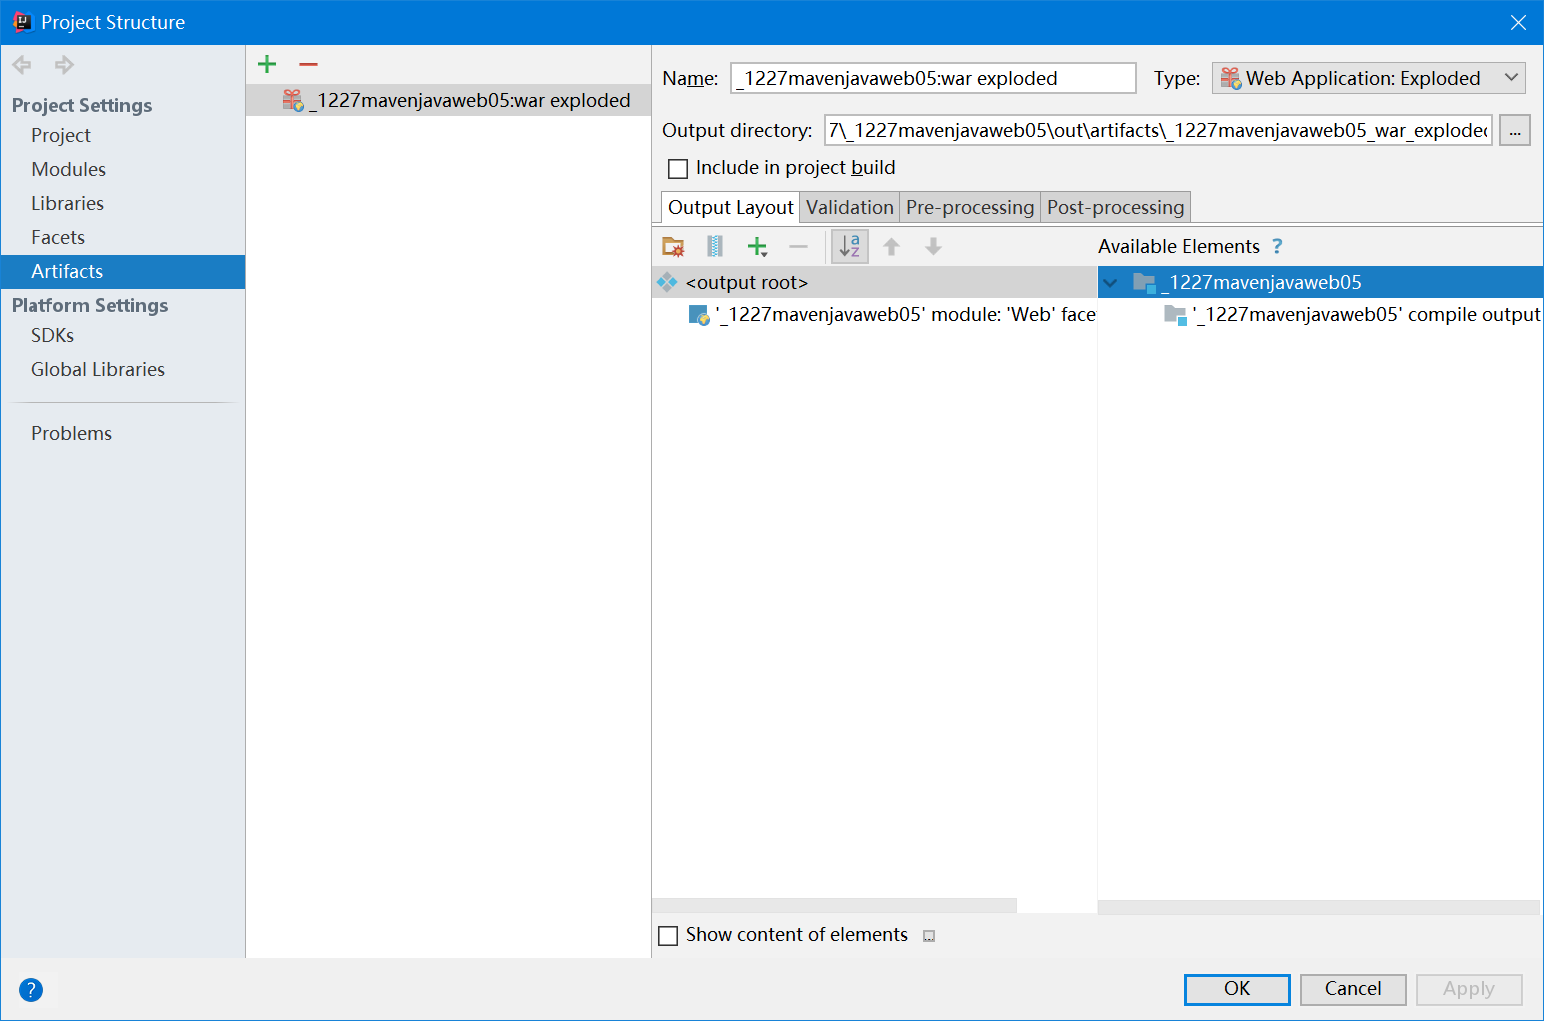 Project Structure
Project Settings
Project
Modules
Libraries
Facets
Artifacts
Platform Settings
SDKs
Global Libraries
Problems
_1227mavenjavaweb05:war exploded
Name: _1227mavenjavaweb05:war exploded Type: Web Application: Exploded
Output directory: 7\_1227mavenjavaweb05\out\artifacts\_1227mavenjavaweb05_war_exploded ...
Include in project build
Output Layout Validation Pre-processing Post-processing
Available Elements ?
<output root>
'_1227mavenjavaweb05' module: 'Web' face
_1227mavenjavaweb05
'_1227mavenjavaweb05' compile output
Show content of elements ...
? OK Cancel Apply